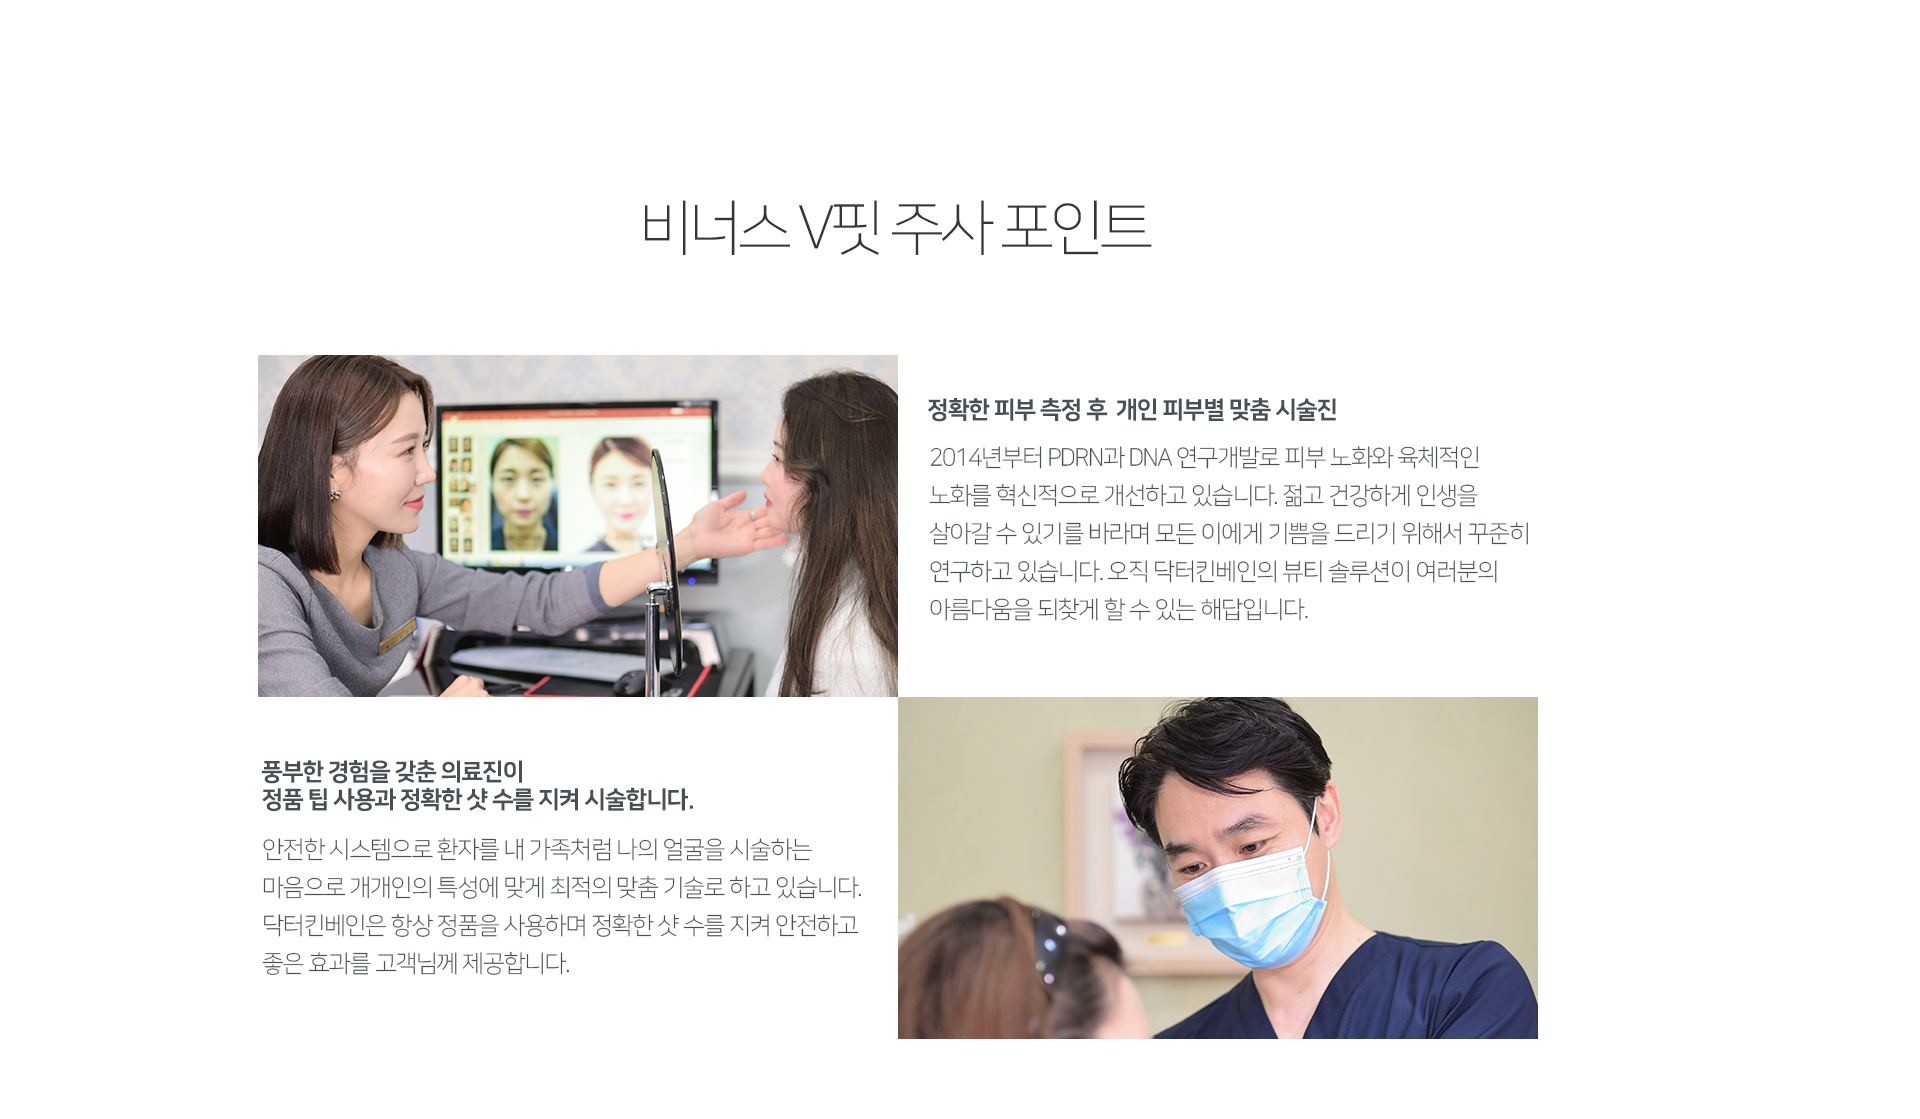 비너스 V핏 주사 포인트
정확한 피부 측정 후 개인 피부별 맞춤 시술진
2014년부터 PDRN과 DNA 연구개발로 피부 노화와 육체적인
노화를 혁신적으로 개선하고 있습니다. 젊고 건강하게 인생을
살아갈 수 있기를 바라며 모든 이에게 기쁨을 드리기 위해서 꾸준히
연구하고 있습니다. 오직 닥터킨베인의 뷰티 솔루션이 여러분의
아름다움을 되찾게 할 수 있는 해답입니다.
풍부한 경험을 갖춘 의료진이
정품 팁 사용과 정확한 샷 수를 지켜 시술합니다.
안전한 시스템으로 환자를 내 가족처럼 나의 얼굴을 시술하는
마음으로 개개인의 특성에 맞게 최적의 맞춤 기술로 하고 있습니다.
닥터킨베인은 항상 정품을 사용하며 정확한 샷 수를 지켜 안전하고
좋은 효과를 고객님께 제공합니다.